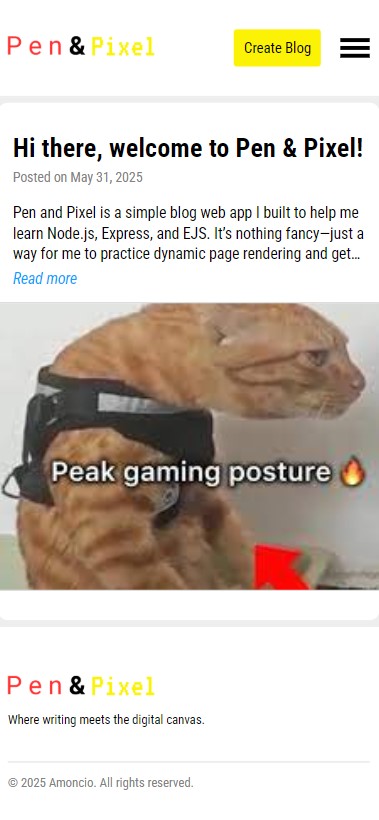 Pen & Pixel
Create Blog
Hi there, welcome to Pen & Pixel!
Posted on May 31, 2025
Pen and Pixel is a simple blog web app I built to help me
learn Node.js, Express, and EJS. It’s nothing fancy—just a
way for me to practice dynamic page rendering and get…
Read more
Peak gaming posture 🔥
Pen & Pixel
Where writing meets the digital canvas.
© 2025 Amoncio. All rights reserved.